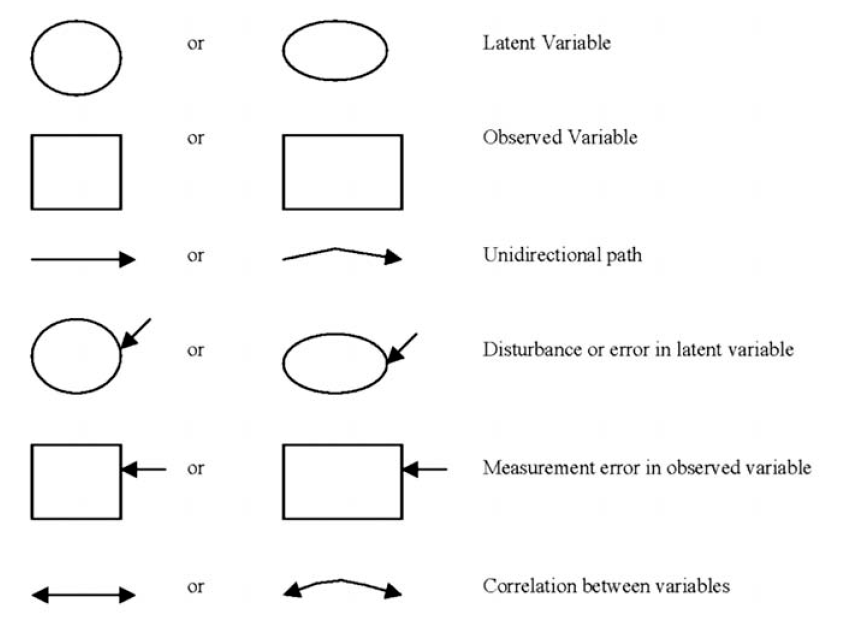 or Latent Variable
or Observed Variable
or Unidirectional path
or Disturbance or error in latent variable
or Measurement error in observed variable
or Correlation between variables